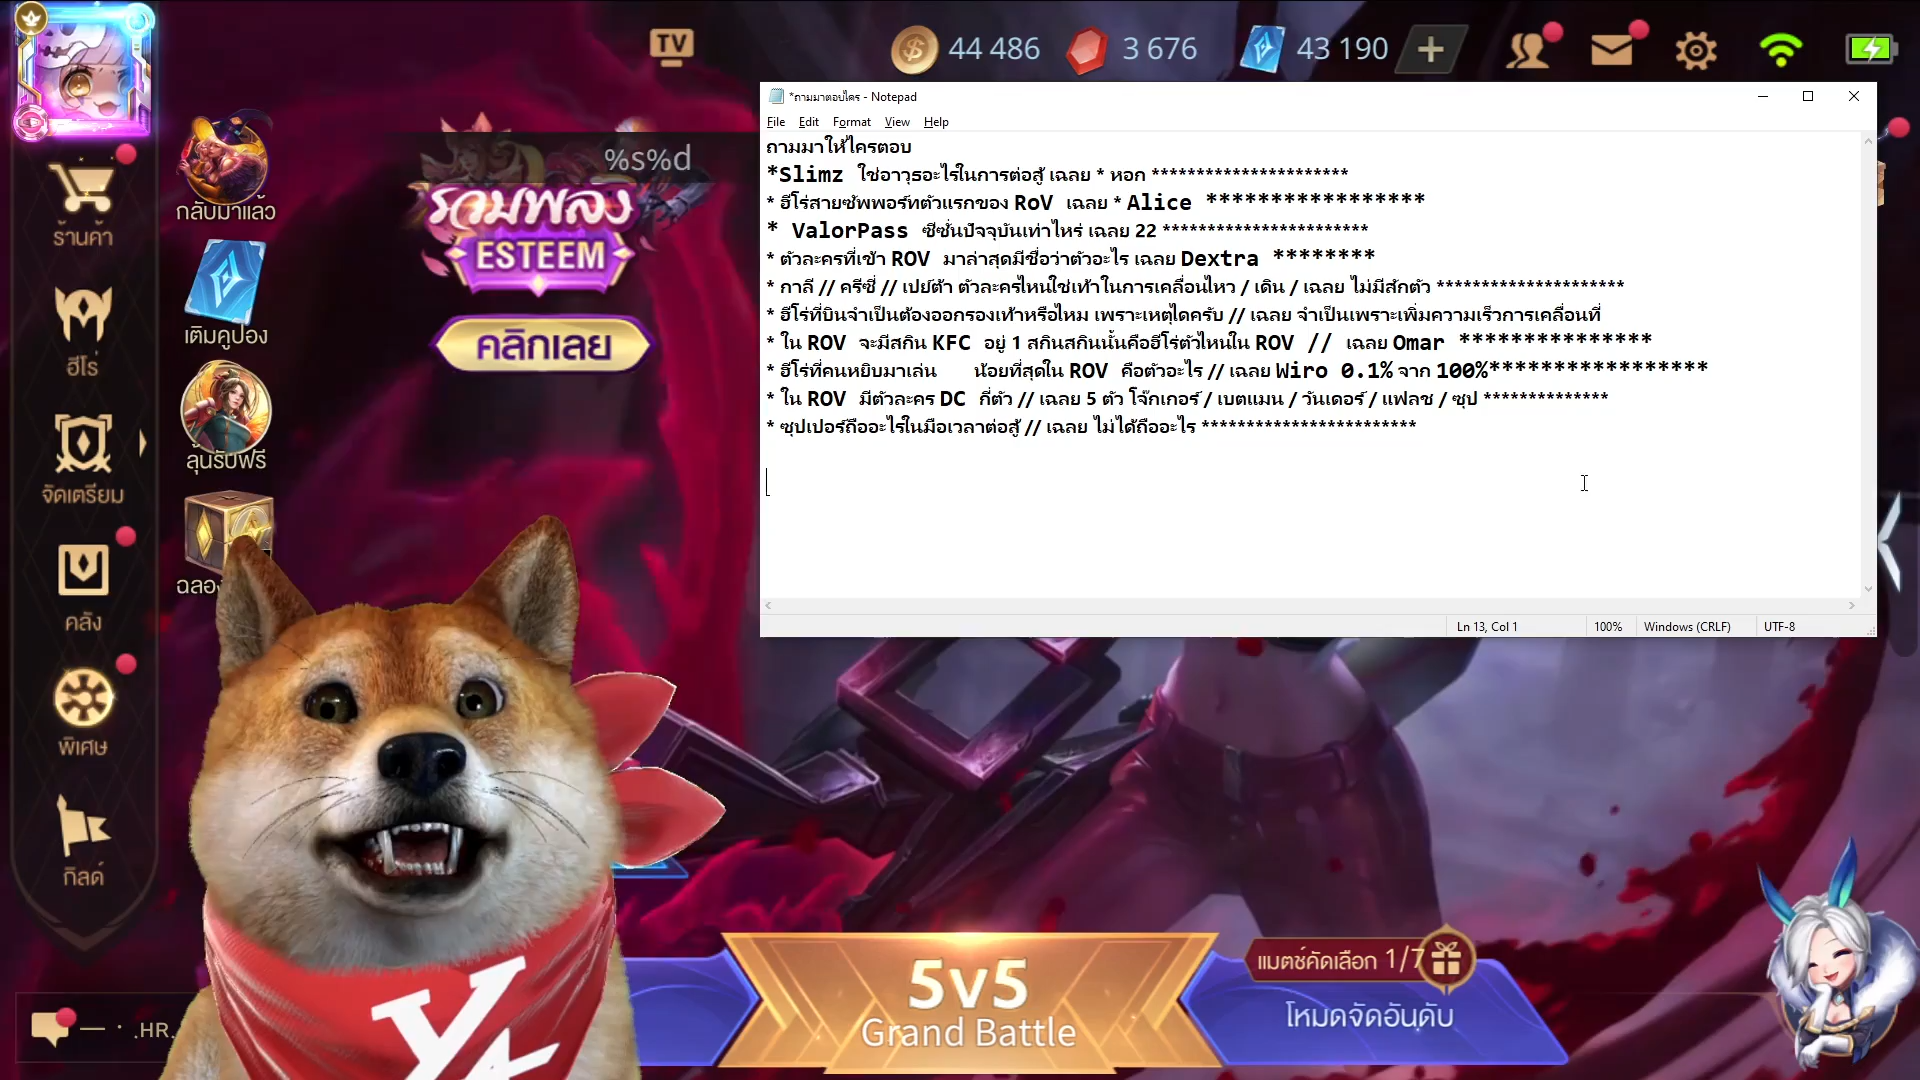 TV
44 486
3 676
43 190
*ถามมาตอบไคร - Notepad
File Edit Format View Help
ถามมาให้ไครตอบ
*Slimz ใช่อาวุธอะไรในการต่อสู้ เฉลย * หอก **********************
* ฮีโร่สายซัพพอร์ทตัวแรกของ RoV เฉลย * Alice *****************
* ValorPass ซีซั่นปัจจุบันเท่าไหร่ เฉลย 22 ***********************
* ตัวละครที่เข้า ROV มาล่าสุดมีชื่อว่าตัวอะไร เฉลย Dextra ********
* กาลี // ครีซี่ // เปย์ต้า ตัวละครไหนใช่เท้าในการเคลื่อนไหว / เดิน / เฉลย ไม่มีสักตัว *********************
* ฮีโร่ที่บินจำเป็นต้องออกรองเท้าหรือไหม เพราะเหตุไดครับ // เฉลย จำเป็นเพราะเพิ่มความเร็วการเคลื่อนที่
* ใน ROV จะมีสกิน KFC อยู่ 1 สกินสกินนั้นคือฮีโร่ตัวไหนใน ROV // เฉลย Omar ***************
* ฮีโร่ที่คนหยิบมาเล่น น้อยที่สุดใน ROV คือตัวอะไร // เฉลย Wiro 0.1% จาก 100%*****************
* ใน ROV มีตัวละคร DC กี่ตัว // เฉลย 5 ตัว โจ๊กเกอร์ / เบตแมน / วันเดอร์ / แฟลช / ซุป **************
* ซุปเปอร์ถืออะไรในมือเวลาต่อสู้ // เฉลย ไม่ได้ถืออะไร ************************
Ln 13, Col 1 100% Windows (CRLF) UTF-8
%s%d
รวมพลัง
ESTEEM
คลิกเลย
กลับมาแล้ว
เติมคูปอง
ลุ้นรับฟรี
ฉลอง
ร้านค้า
ฮีโร่
จัดเตรียม
คลัง
พิเศษ
กิลด์
.HR.
5v5
Grand Battle
แมตช์คัดเลือก 1/7
โหมดจัดอันดับ